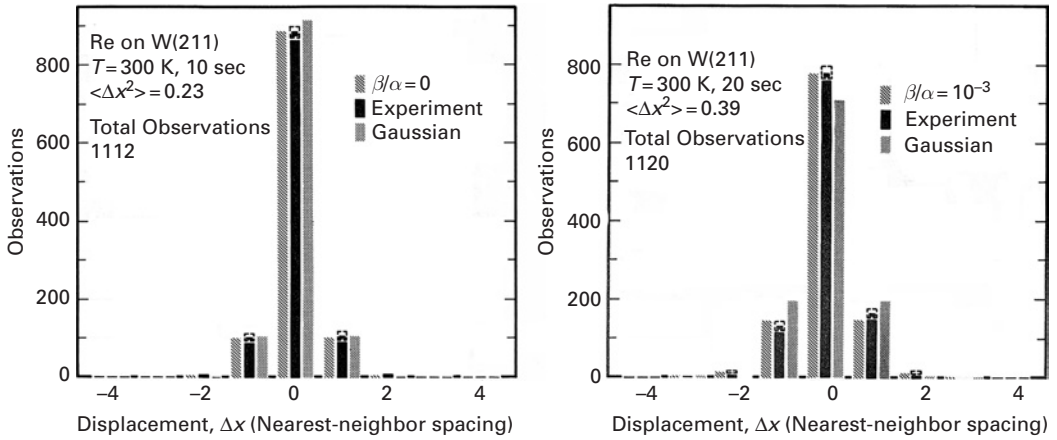 Re on W(211)
T=300 K, 10 sec
<Δx²>=0.23
Total Observations
1112
β/α=0
Experiment
Gaussian
800
600
400
200
0
Observations
−4
−2
0
2
4
Displacement, Δx (Nearest-neighbor spacing)
Re on W(211)
T=300 K, 20 sec
<Δx²>=0.39
Total Observations
1120
β/α=10⁻³
Experiment
Gaussian
800
600
400
200
0
Observations
−4
−2
0
2
4
Displacement, Δx (Nearest-neighbor spacing)